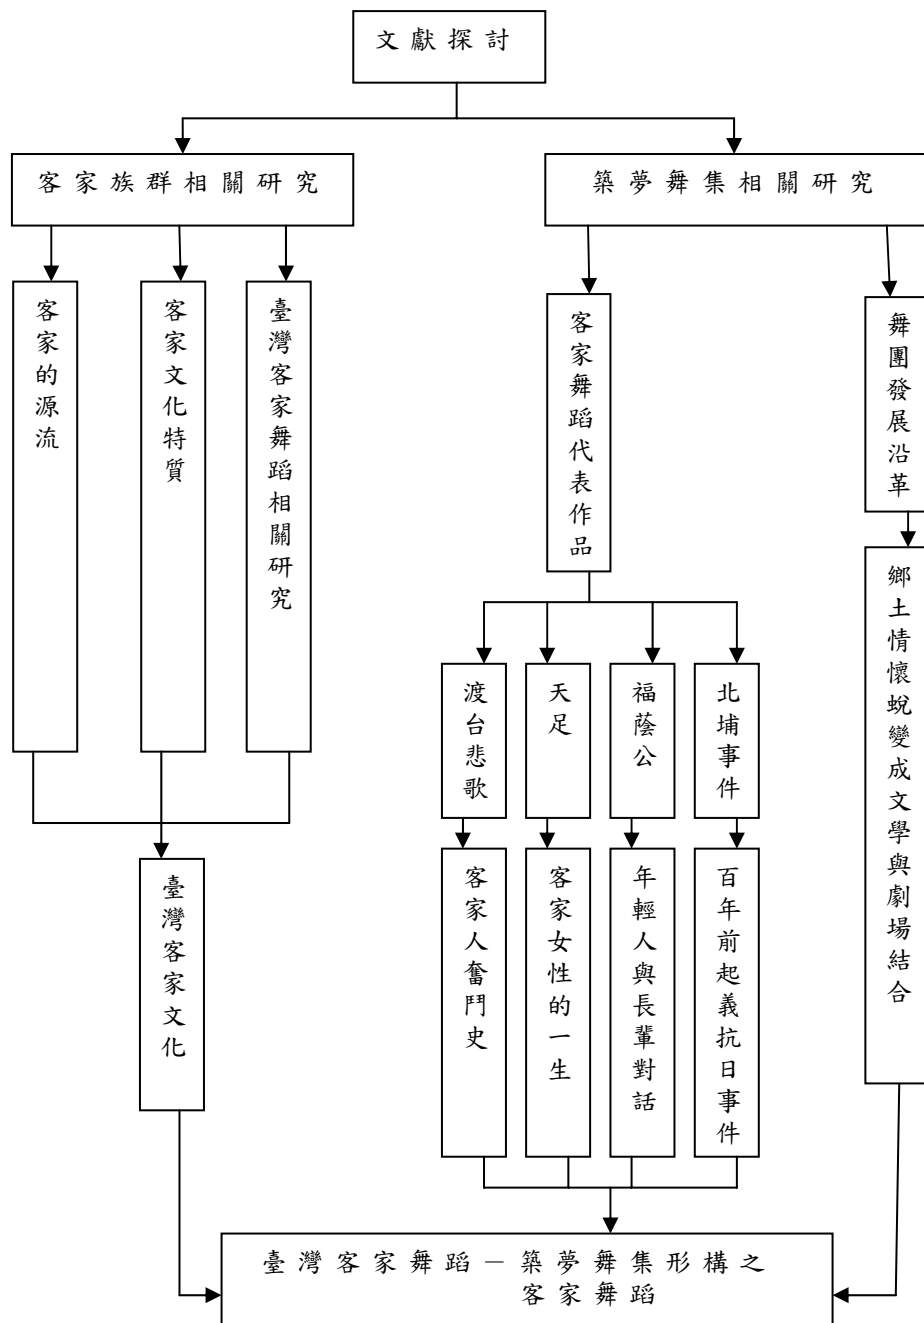 文獻探討
客家族群相關研究
築夢舞集相關研究
客家的源流
客家文化特質
臺灣客家舞蹈相關研究
客家舞蹈代表作品
舞團發展沿革
渡台悲歌
天足
福蔭公
北埔事件
鄉土情懷蛻變成文學與劇場結合
臺灣客家文化
客家人奮鬥史
客家女性的一生
年輕人與長輩對話
百年前起義抗日事件
臺灣客家舞蹈－築夢舞集形構之
客家舞蹈